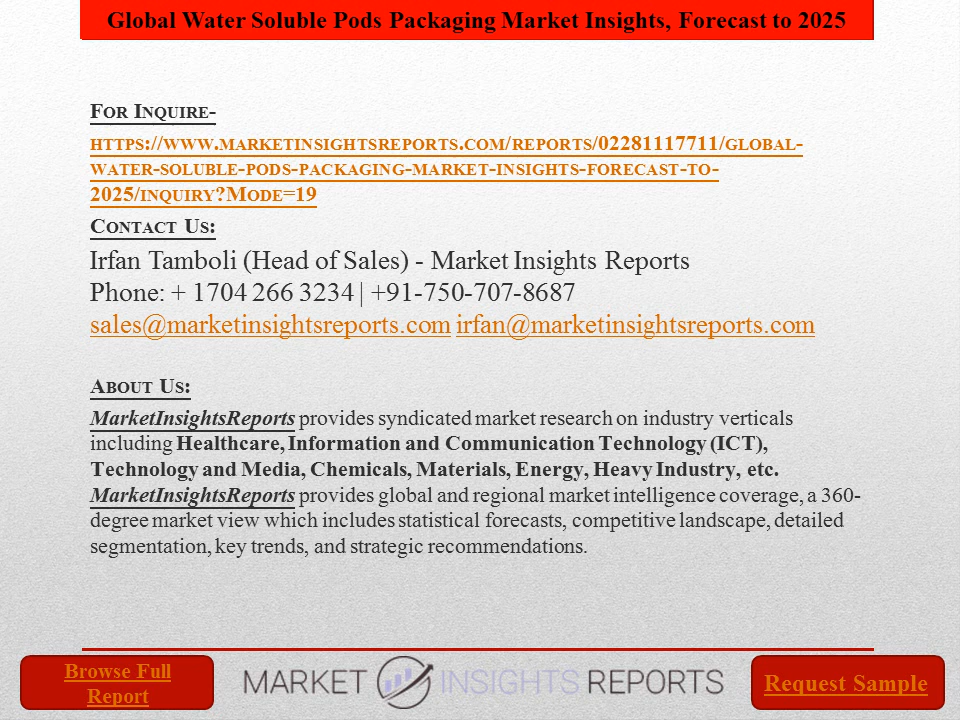 Global Water Soluble Pods Packaging Market Insights, Forecast to 2025
For Inquire-
https://www.marketinsightsreports.com/reports/02281117711/global-
water-soluble-pods-packaging-market-insights-forecast-to-
2025/inquiry?Mode=19
Contact Us:
Irfan Tamboli (Head of Sales) - Market Insights Reports
Phone: + 1704 266 3234 | +91-750-707-8687
sales@marketinsightsreports.com irfan@marketinsightsreports.com
About Us:
MarketInsightsReports provides syndicated market research on industry verticals
including Healthcare, Information and Communication Technology (ICT),
Technology and Media, Chemicals, Materials, Energy, Heavy Industry, etc.
MarketInsightsReports provides global and regional market intelligence coverage, a 360-
degree market view which includes statistical forecasts, competitive landscape, detailed
segmentation, key trends, and strategic recommendations.
Browse Full
Report
MARKET INSIGHTS REPORTS
Request Sample